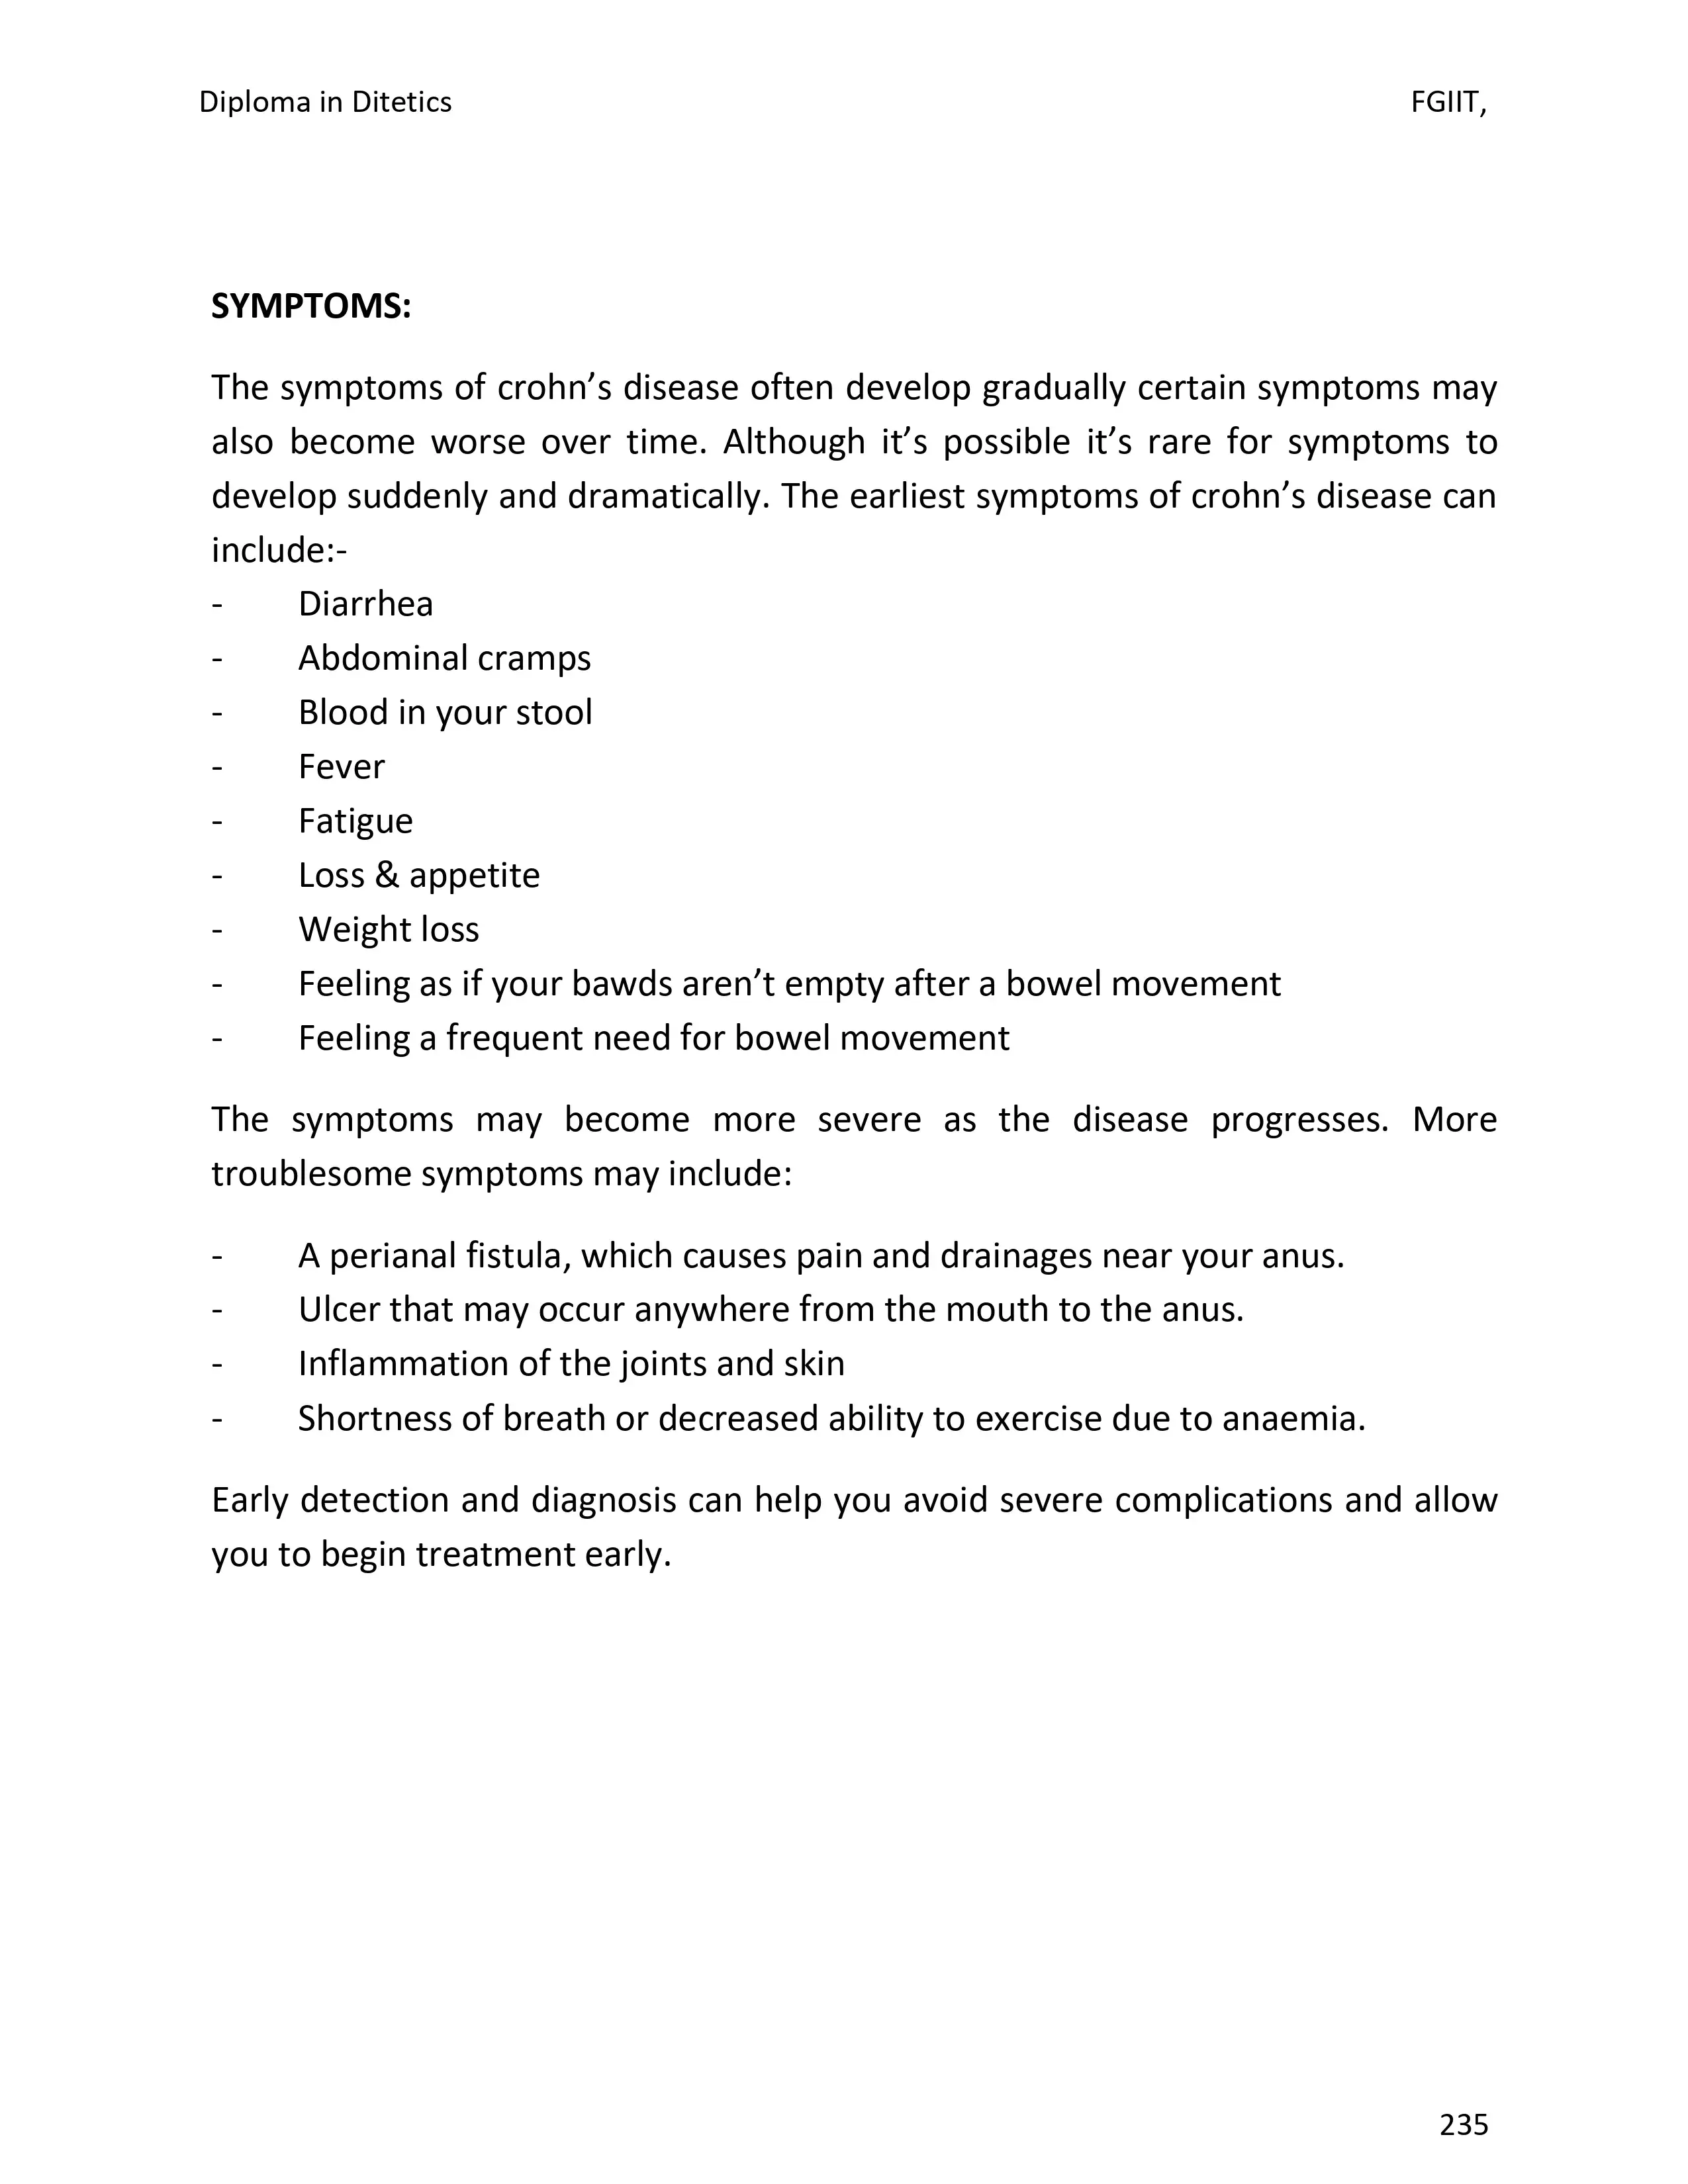 Diploma in Ditetics FGIIT,
SYMPTOMS:
The symptoms of crohn’s disease often develop gradually certain symptoms may
also become worse over time. Although it’s possible it’s rare for symptoms to
develop suddenly and dramatically. The earliest symptoms of crohn’s disease can
include:-
- Diarrhea
- Abdominal cramps
- Blood in your stool
- Fever
- Fatigue
- Loss & appetite
- Weight loss
- Feeling as if your bawds aren’t empty after a bowel movement
- Feeling a frequent need for bowel movement
The symptoms may become more severe as the disease progresses. More
troublesome symptoms may include:
- A perianal fistula, which causes pain and drainages near your anus.
- Ulcer that may occur anywhere from the mouth to the anus.
- Inflammation of the joints and skin
- Shortness of breath or decreased ability to exercise due to anaemia.
Early detection and diagnosis can help you avoid severe complications and allow
you to begin treatment early.
235